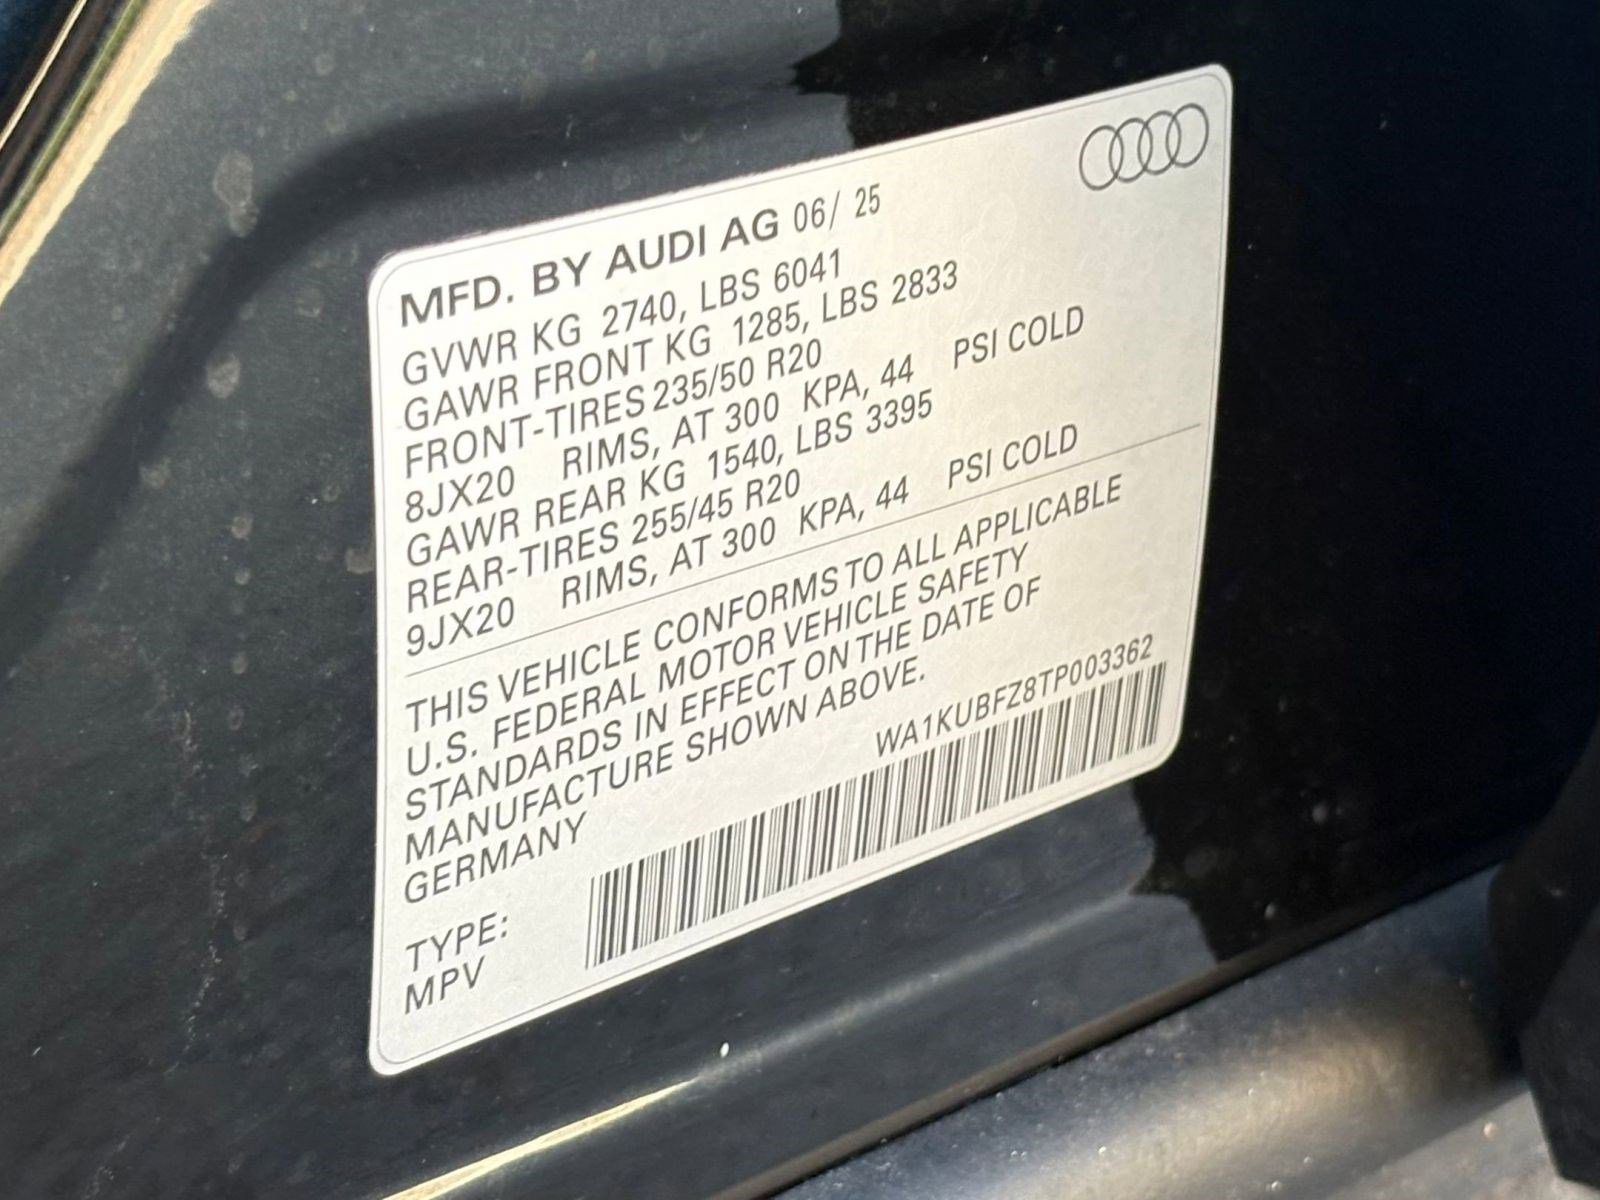 MFD. BY AUDI AG 06/ 25
GVWR KG 2740, LBS 6041
GAWR FRONT KG 1285, LBS 2833
FRONT-TIRES 235/50 R20
8JX20 RIMS, AT 300 KPA, 44 PSI COLD
GAWR REAR KG 1540, LBS 3395
REAR-TIRES 255/45 R20
9JX20 RIMS, AT 300 KPA, 44 PSI COLD
THIS VEHICLE CONFORMS TO ALL APPLICABLE
U.S. FEDERAL MOTOR VEHICLE SAFETY
STANDARDS IN EFFECT ON THE DATE OF
MANUFACTURE SHOWN ABOVE.
GERMANY
WA1KUBFZ8TP003362
TYPE:
MPV